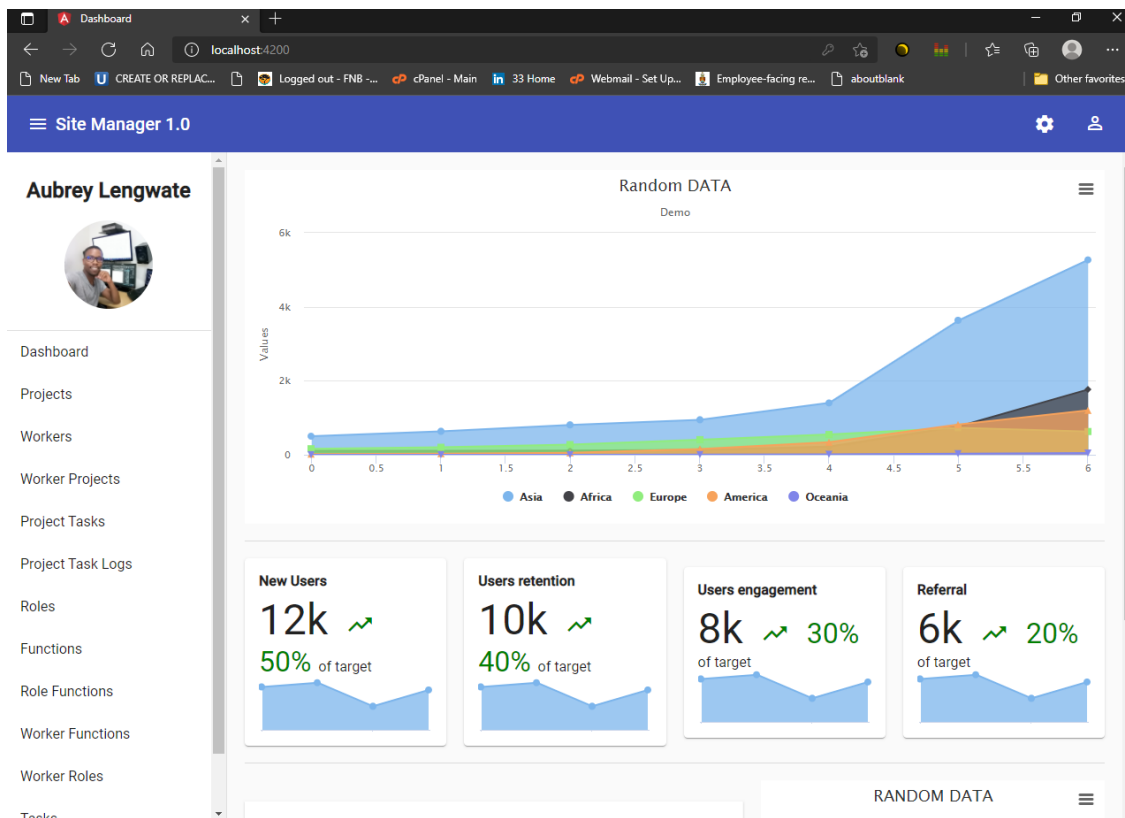 Dashboard
localhost:4200
New Tab CREATE OR REPLAC... Logged out - FNB -... cPanel - Main 33 Home Webmail - Set Up... Employee-facing re... aboutblank Other favorites
Site Manager 1.0
Aubrey Lengwate
Dashboard
Projects
Workers
Worker Projects
Project Tasks
Project Task Logs
Roles
Functions
Role Functions
Worker Functions
Worker Roles
Tasks
Random DATA
Demo
Values
6k
4k
2k
0
0 0.5 1 1.5 2 2.5 3 3.5 4 4.5 5 5.5 6
Asia Africa Europe America Oceania
New Users
12k
50% of target
Users retention
10k
40% of target
Users engagement
8k 30%
of target
Referral
6k 20%
of target
RANDOM DATA